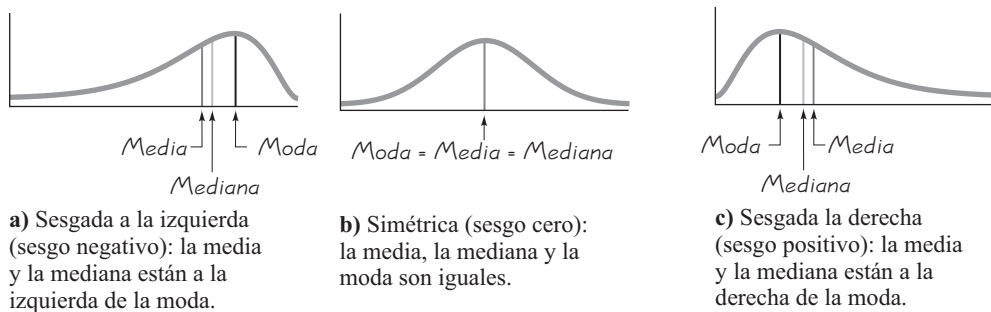 Media
Moda
Mediana
a) Sesgada a la izquierda
(sesgo negativo): la media
y la mediana están a la
izquierda de la moda.
Moda = Media = Mediana
b) Simétrica (sesgo cero):
la media, la mediana y la
moda son iguales.
Moda
Media
Mediana
c) Sesgada la derecha
(sesgo positivo): la media
y la mediana están a la
derecha de la moda.